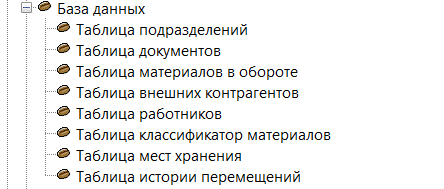 База данных
Таблица подразделений
Таблица документов
Таблица материалов в обороте
Таблица внешних контрагентов
Таблица работников
Таблица классификатор материалов
Таблица мест хранения
Таблица истории перемещений